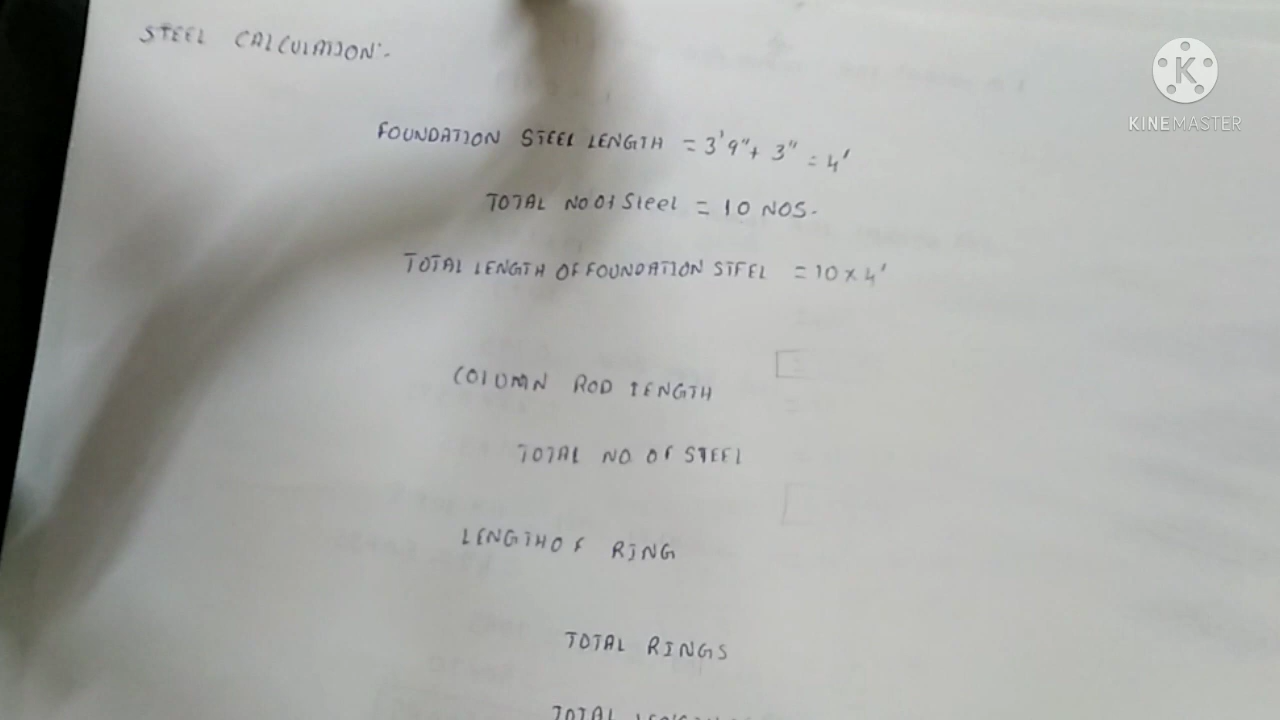 STEEL CALCULATION:-
FOUNDATION STEEL LENGTH = 3'9" + 3" = 4'
TOTAL NO Of Steel = 10 NOS.
TOTAL LENGTH OF FOUNDATION STEEL = 10 x 4'
COLUMN ROD LENGTH
TOTAL NO OF STEEL
LENGTH OF RING
TOTAL RINGS
TOTAL
K
KINEMASTER